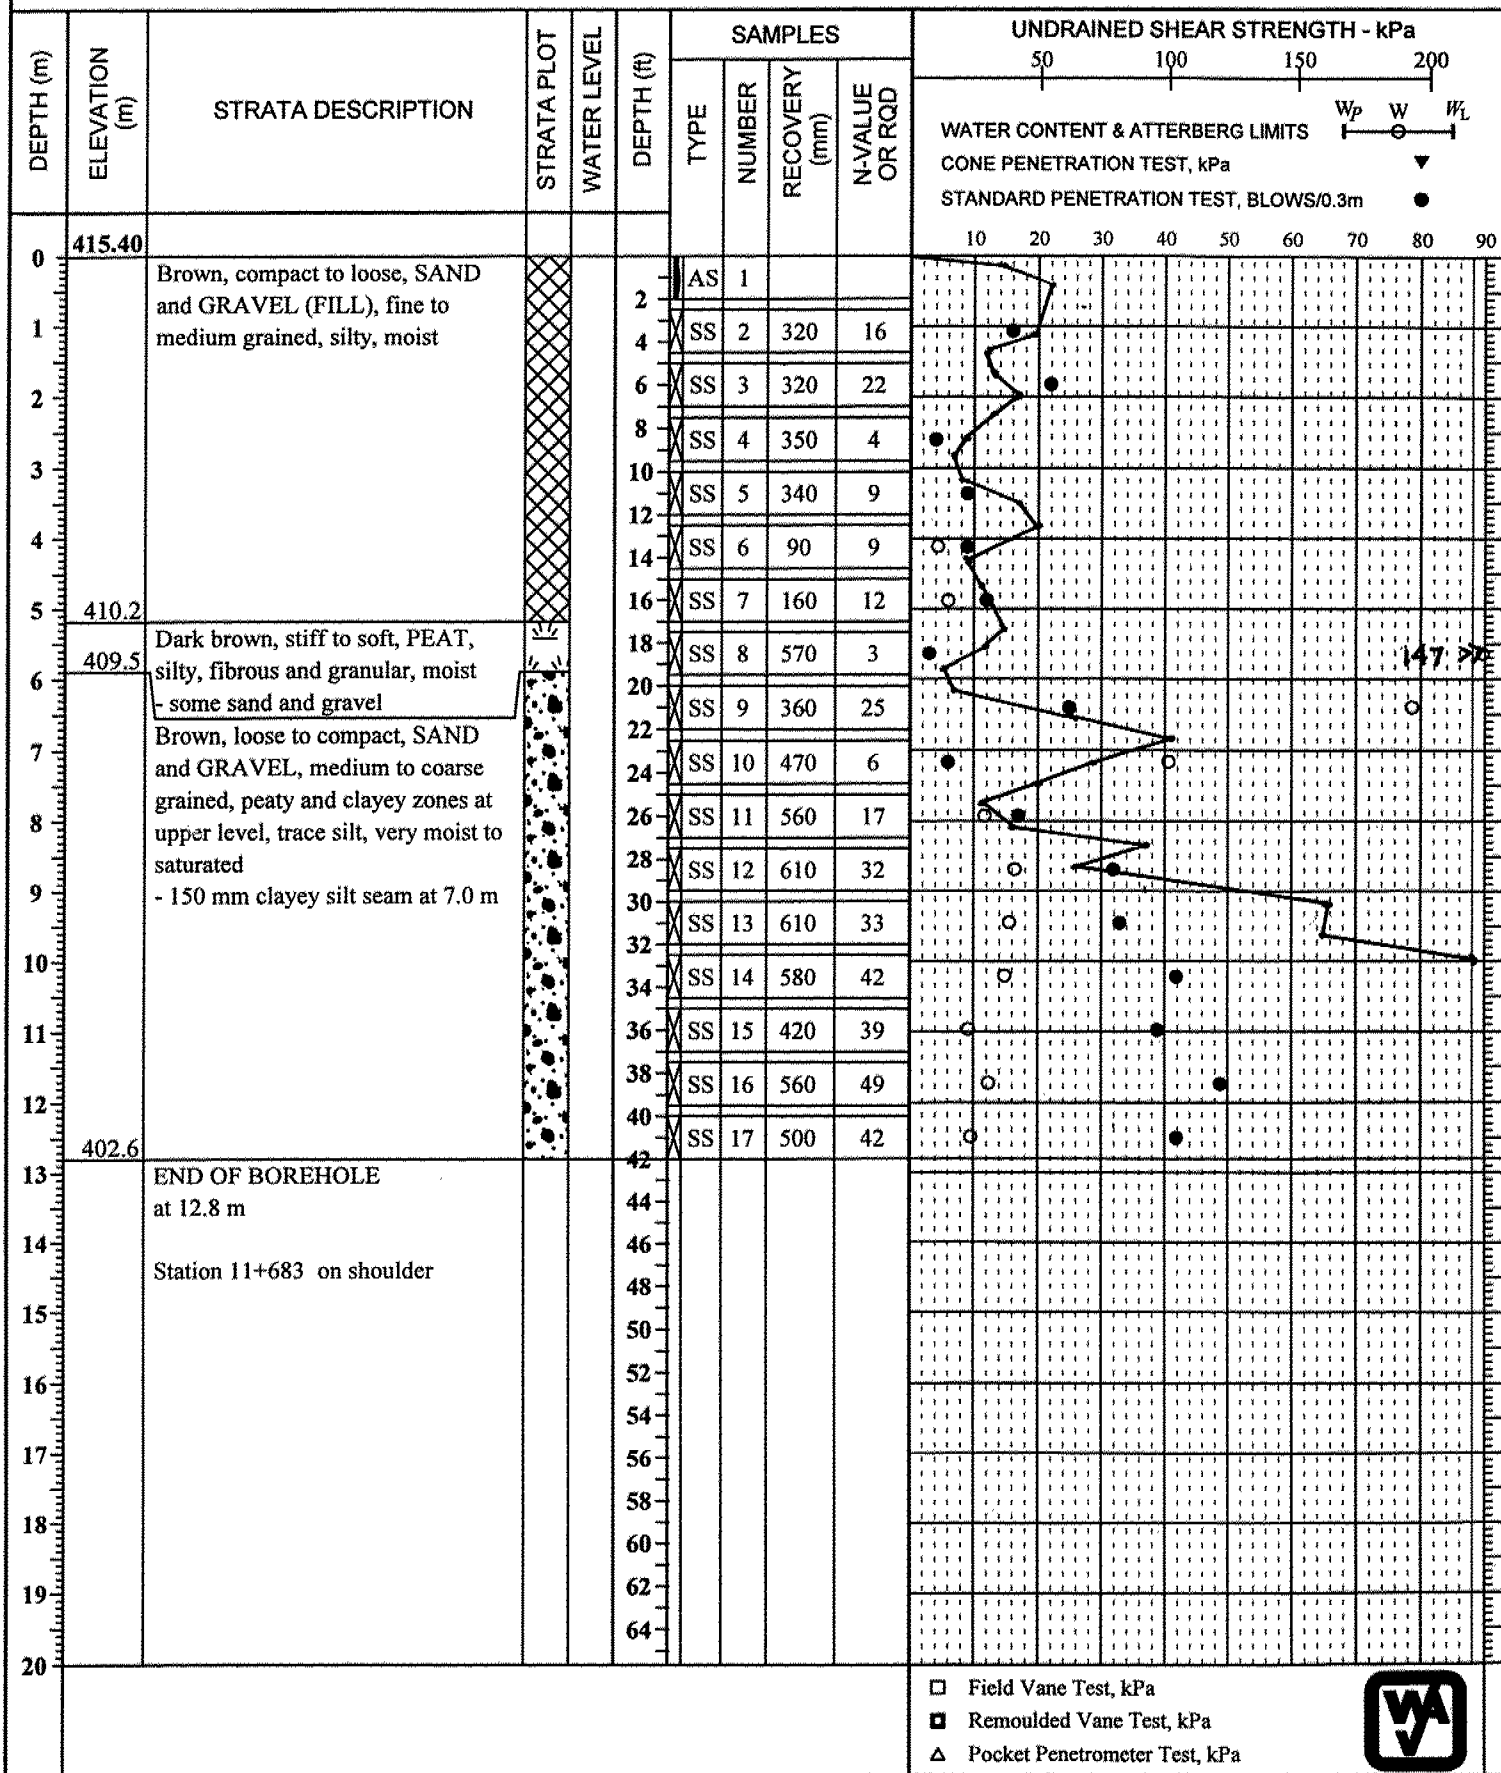 DEPTH (m)
ELEVATION (m)
STRATA DESCRIPTION
STRATA PLOT
WATER LEVEL
DEPTH (ft)
SAMPLES
TYPE
NUMBER
RECOVERY (mm)
N-VALUE OR RQD
UNDRAINED SHEAR STRENGTH - kPa
50 100 150 200
WP W WL
WATER CONTENT & ATTERBERG LIMITS
CONE PENETRATION TEST, kPa
STANDARD PENETRATION TEST, BLOWS/0.3m
10 20 30 40 50 60 70 80 90
0 415.40
Brown, compact to loose, SAND
and GRAVEL (FILL), fine to
medium grained, silty, moist
AS 1
2
1
4 SS 2 320 16
6 SS 3 320 22
2
8 SS 4 350 4
3
10
SS 5 340 9
12
4
14 SS 6 90 9
5 410.2
16 SS 7 160 12
Dark brown, stiff to soft, PEAT,
silty, fibrous and granular, moist
- some sand and gravel
409.5
18 SS 8 570 3
147 >>
6
20
SS 9 360 25
22
Brown, loose to compact, SAND
and GRAVEL, medium to coarse
grained, peaty and clayey zones at
upper level, trace silt, very moist to
saturated
- 150 mm clayey silt seam at 7.0 m
7
24 SS 10 470 6
8
26 SS 11 560 17
28 SS 12 610 32
9
30
SS 13 610 33
32
10
34 SS 14 580 42
11
36 SS 15 420 39
38 SS 16 560 49
12
40
402.6
SS 17 500 42
42
13
END OF BOREHOLE
at 12.8 m
44
14
46
Station 11+683 on shoulder
48
15
50
52
16
54
17
56
58
18
60
62
19
64
20
Field Vane Test, kPa
Remoulded Vane Test, kPa
Pocket Penetrometer Test, kPa